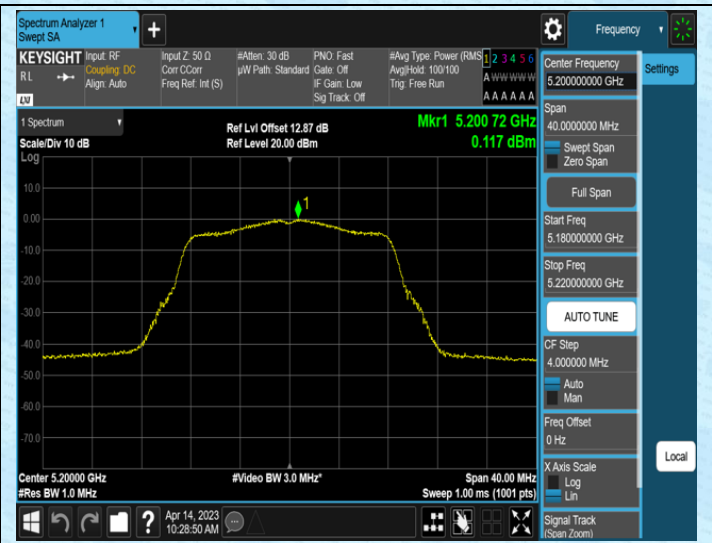 Spectrum Analyzer 1
Swept SA
+
Frequency
KEYSIGHT
RL
LXI
Input: RF
Coupling: DC
Align: Auto
Input Z: 50 Ω
Corr CCorr
Freq Ref: Int (S)
#Atten: 30 dB
µW Path: Standard
PNO: Fast
Gate: Off
IF Gain: Low
Sig Track: Off
#Avg Type: Power (RMS
Avg|Hold: 100/100
Trig: Free Run
1 2 3 4 5 6
A W W W W W
A A A A A A
1 Spectrum
Scale/Div 10 dB
Log
Ref Lvl Offset 12.87 dB
Ref Level 20.00 dBm
Mkr1 5.200 72 GHz
0.117 dBm
10.0
0.00
-10.0
-20.0
-30.0
-40.0
-50.0
-60.0
-70.0
1
Center 5.20000 GHz
#Res BW 1.0 MHz
#Video BW 3.0 MHz*
Span 40.00 MHz
Sweep 1.00 ms (1001 pts)
?
Apr 14, 2023
10:28:50 AM
Center Frequency
5.200000000 GHz
Span
40.0000000 MHz
Swept Span
Zero Span
Full Span
Start Freq
5.180000000 GHz
Stop Freq
5.220000000 GHz
AUTO TUNE
CF Step
4.000000 MHz
Auto
Man
Freq Offset
0 Hz
X Axis Scale
Log
Lin
Signal Track
(Span Zoom)
Settings
Local